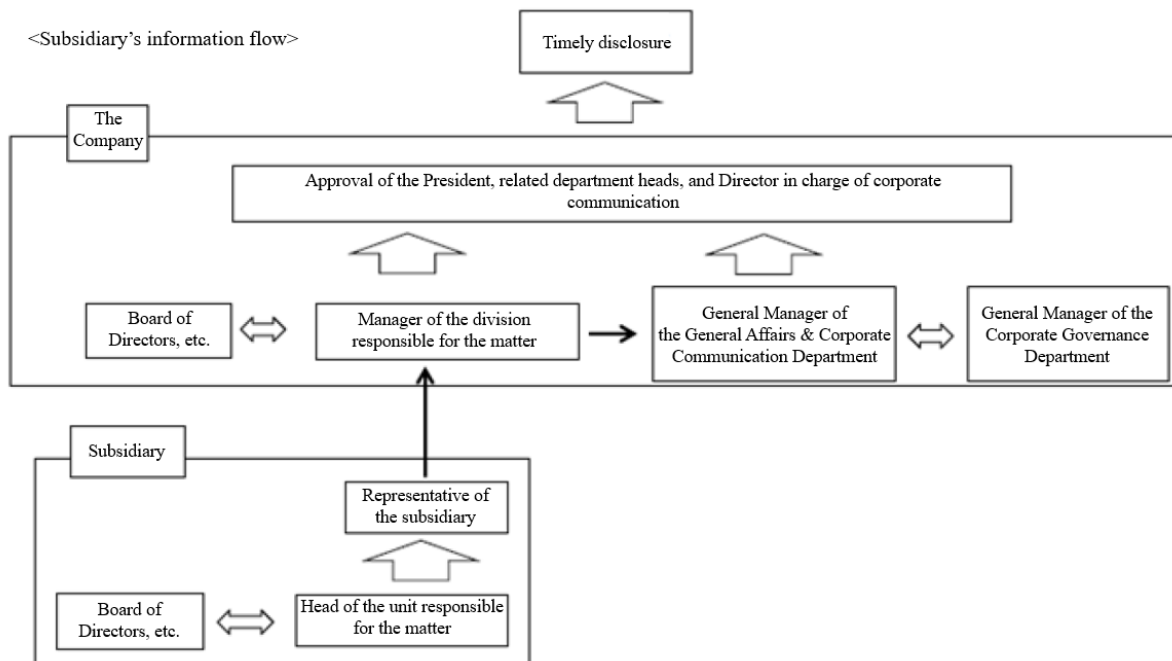 <Subsidiary’s information flow>
Timely disclosure
The
Company
Approval of the President, related department heads, and Director in charge of corporate
communication
Board of
Directors, etc.
Manager of the division
responsible for the matter
General Manager of
the General Affairs & Corporate
Communication Department
General Manager of the
Corporate Governance
Department
Subsidiary
Representative of
the subsidiary
Board of
Directors, etc.
Head of the unit responsible
for the matter